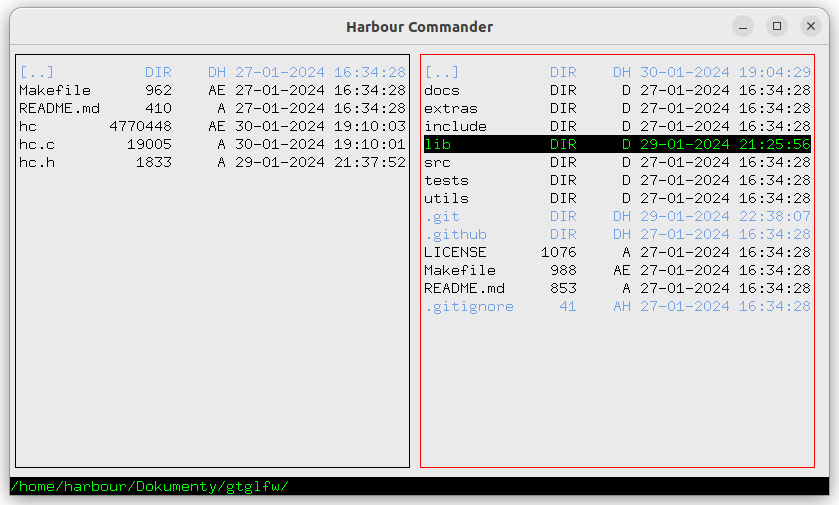 Harbour Commander
[..] DIR DH 27-01-2024 16:34:28
Makefile 962 AE 27-01-2024 16:34:28
README.md 410 A 27-01-2024 16:34:28
hc 4770448 AE 30-01-2024 19:10:03
hc.c 19005 A 30-01-2024 19:10:01
hc.h 1833 A 29-01-2024 21:37:52
[..] DIR DH 30-01-2024 19:04:29
docs DIR D 27-01-2024 16:34:28
extras DIR D 27-01-2024 16:34:28
include DIR D 27-01-2024 16:34:28
lib DIR D 29-01-2024 21:25:56
src DIR D 27-01-2024 16:34:28
tests DIR D 27-01-2024 16:34:28
utils DIR D 27-01-2024 16:34:28
.git DIR DH 29-01-2024 22:38:07
.github DIR DH 27-01-2024 16:34:28
LICENSE 1076 A 27-01-2024 16:34:28
Makefile 988 AE 27-01-2024 16:34:28
README.md 853 A 27-01-2024 16:34:28
.gitignore 41 AH 27-01-2024 16:34:28
/home/harbour/Dokumenty/gtglfw/